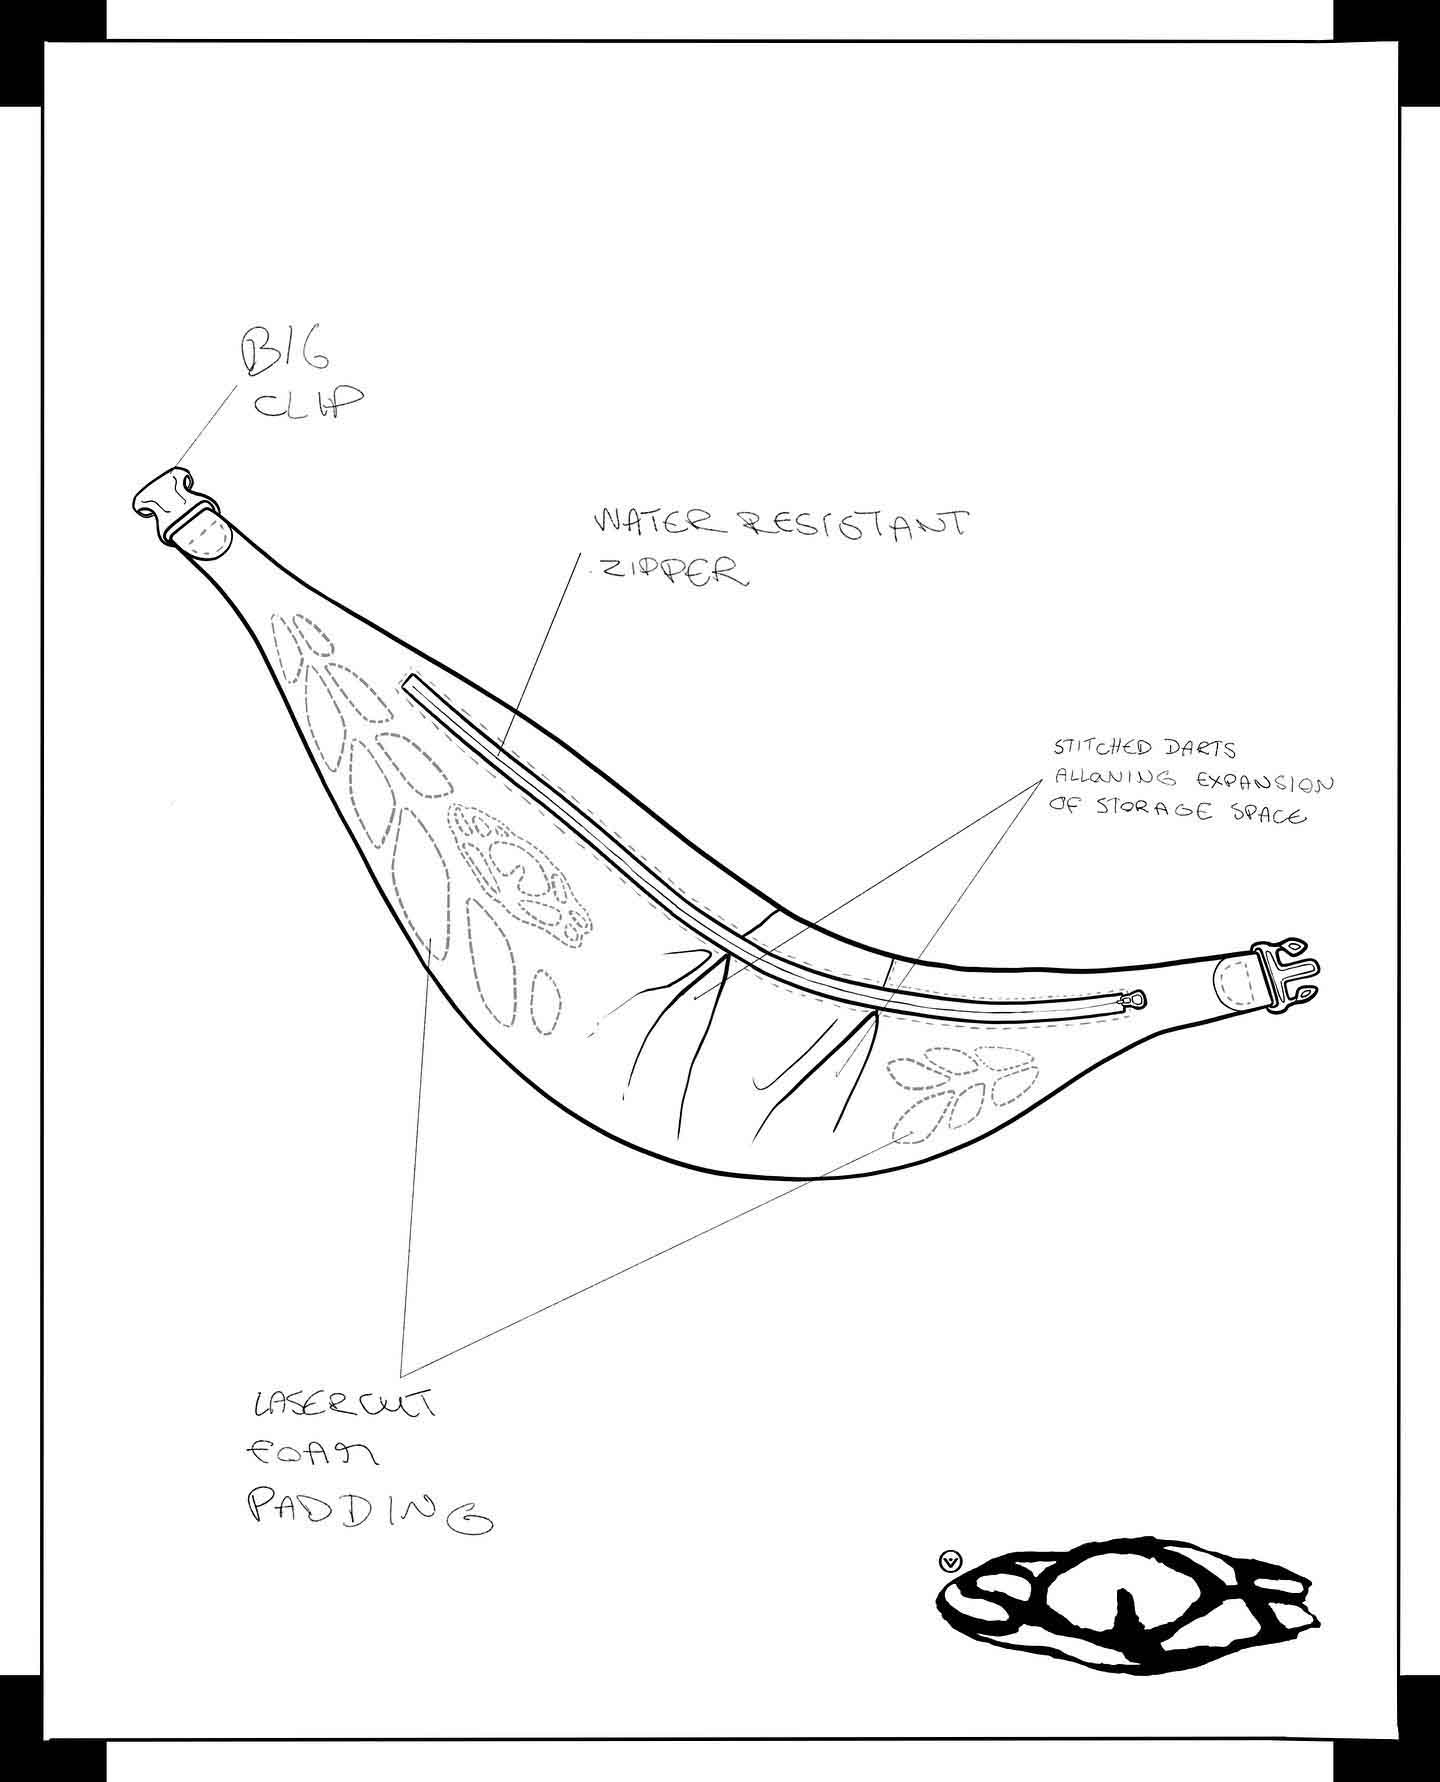 BIG
CLIP
WATER RESISTANT
ZIPPER
STITCHED DARTS
ALLOWING EXPANSION
OF STORAGE SPACE
LASERCUT
FOAM
PADDING